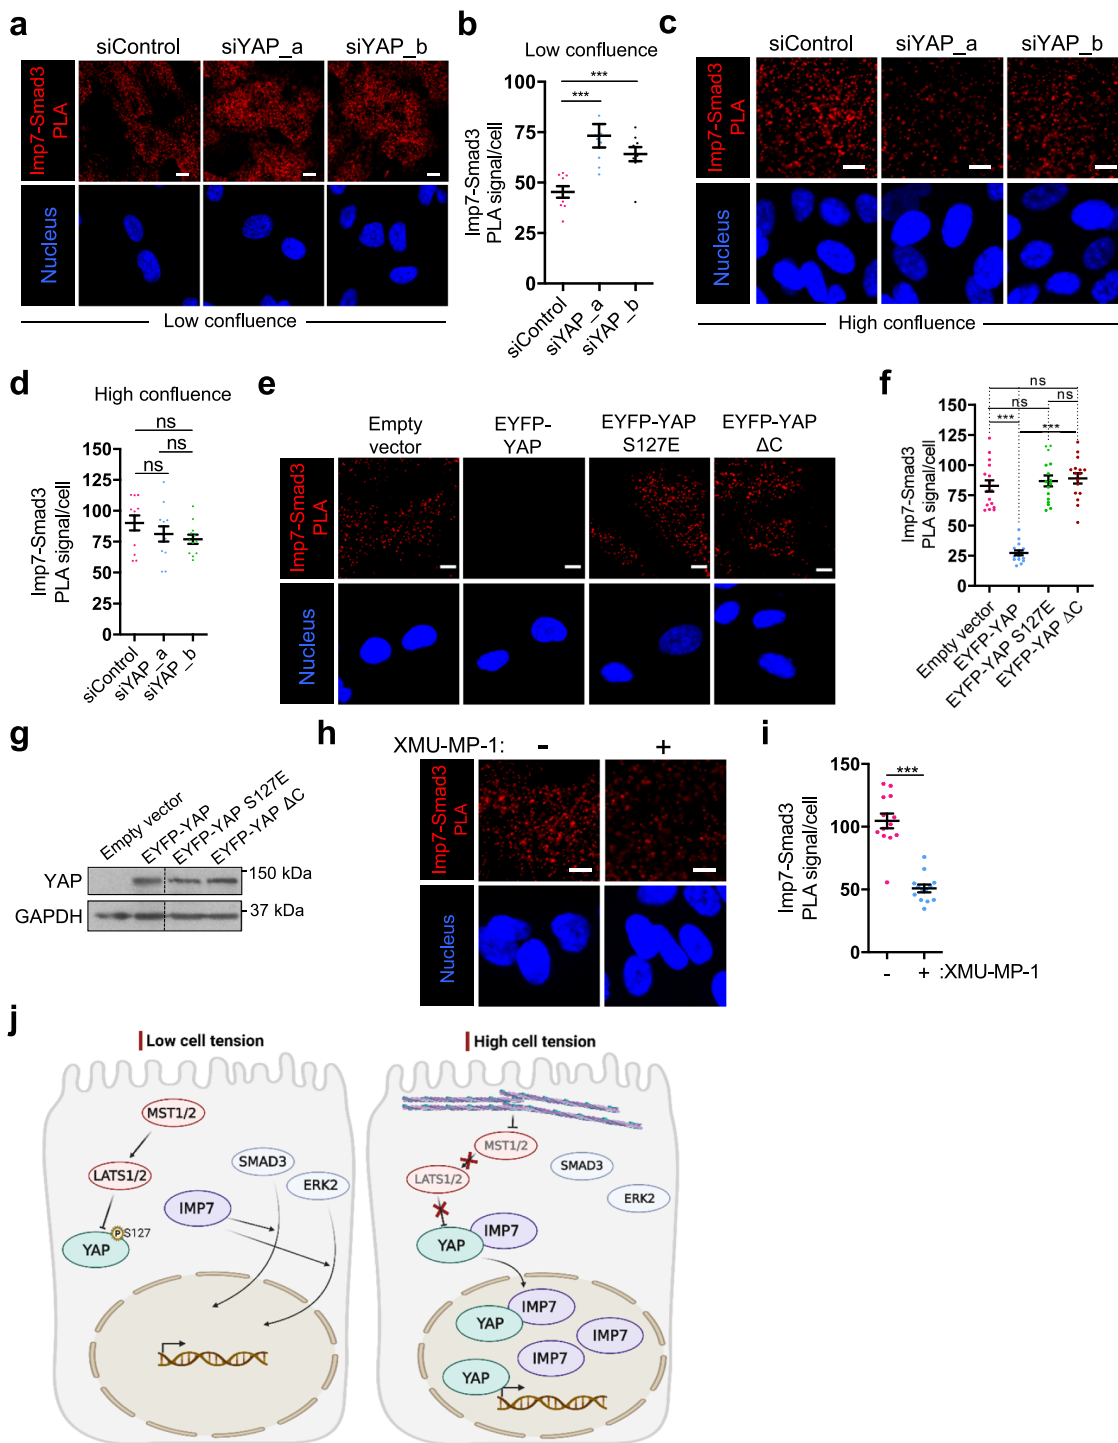 a
siControl
siYAP_a
siYAP_b
Imp7-Smad3
PLA
Nucleus
Low confluence
b
Low confluence
***
***
Imp7-Smad3
PLA signal/cell
100
75
50
25
0
siControl
siYAP_a
siYAP_b
c
siControl
siYAP_a
siYAP_b
Imp7-Smad3
PLA
Nucleus
High confluence
d
High confluence
ns
ns
ns
Imp7-Smad3
PLA signal/cell
150
125
100
75
50
25
0
siControl
siYAP_a
siYAP_b
e
Empty
vector
EYFP-
YAP
EYFP-YAP
S127E
EYFP-YAP
ΔC
Imp7-Smad3
PLA
Nucleus
f
ns
ns
ns
***
***
Imp7-Smad3
PLA signal/cell
150
125
100
75
50
25
0
Empty vector
EYFP-YAP
EYFP-YAP S127E
EYFP-YAP ΔC
g
Empty vector
EYFP-YAP
EYFP-YAP S127E
EYFP-YAP ΔC
YAP
150 kDa
GAPDH
37 kDa
h
XMU-MP-1: - +
Imp7-Smad3
PLA
Nucleus
i
***
Imp7-Smad3
PLA signal/cell
150
100
50
0
- + :XMU-MP-1
j
Low cell tension
MST1/2
LATS1/2
SMAD3
ERK2
IMP7
P S127
YAP
High cell tension
MST1/2
LATS1/2
SMAD3
ERK2
IMP7
YAP
IMP7
YAP
IMP7
IMP7
YAP